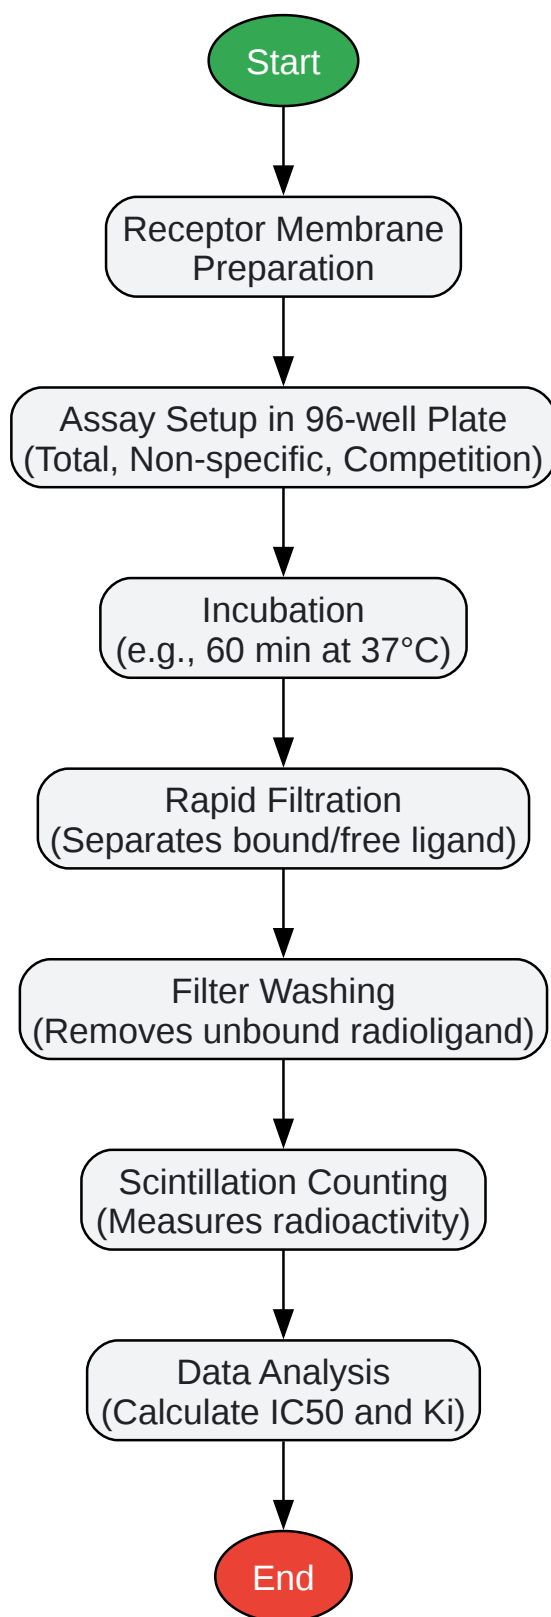 Start
Receptor Membrane
Preparation
Assay Setup in 96-well Plate
(Total, Non-specific, Competition)
Incubation
(e.g., 60 min at 37°C)
Rapid Filtration
(Separates bound/free ligand)
Filter Washing
(Removes unbound radioligand)
Scintillation Counting
(Measures radioactivity)
Data Analysis
(Calculate IC50 and Ki)
End